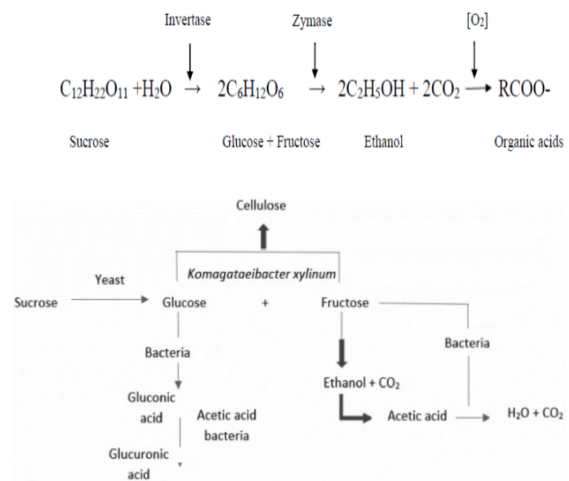 Invertase Zymase [O₂]
C₁₂H₂₂O₁₁ +H₂O → 2C₆H₁₂O₆ → 2C₂H₅OH + 2CO₂ → RCOO-
Sucrose Glucose + Fructose Ethanol Organic acids
Cellulose
Komagataeibacter xylinum
Yeast
Sucrose Glucose + Fructose
Bacteria Bacteria
Ethanol + CO₂
Gluconic
acid
Acetic acid
bacteria
Acetic acid H₂O + CO₂
Glucuronic
acid